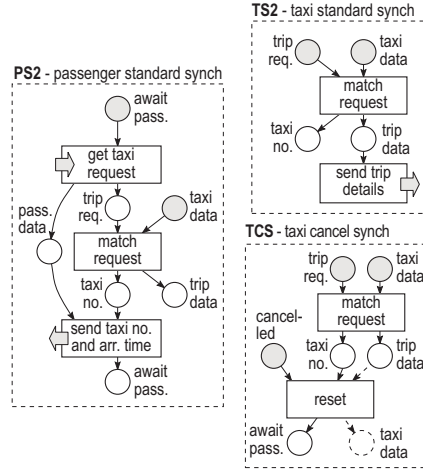 PS2 - passenger standard synch
await
pass.
get taxi
request
pass.
data
trip
req.
taxi
data
match
request
taxi
no.
trip
data
send taxi no.
and arr. time
await
pass.
TS2 - taxi standard synch
trip
req.
taxi
data
match
request
taxi
no.
trip
data
send trip
details
TCS - taxi cancel synch
trip
req.
taxi
data
match
request
cancel-
led
taxi
no.
trip
data
reset
await
pass.
taxi
data